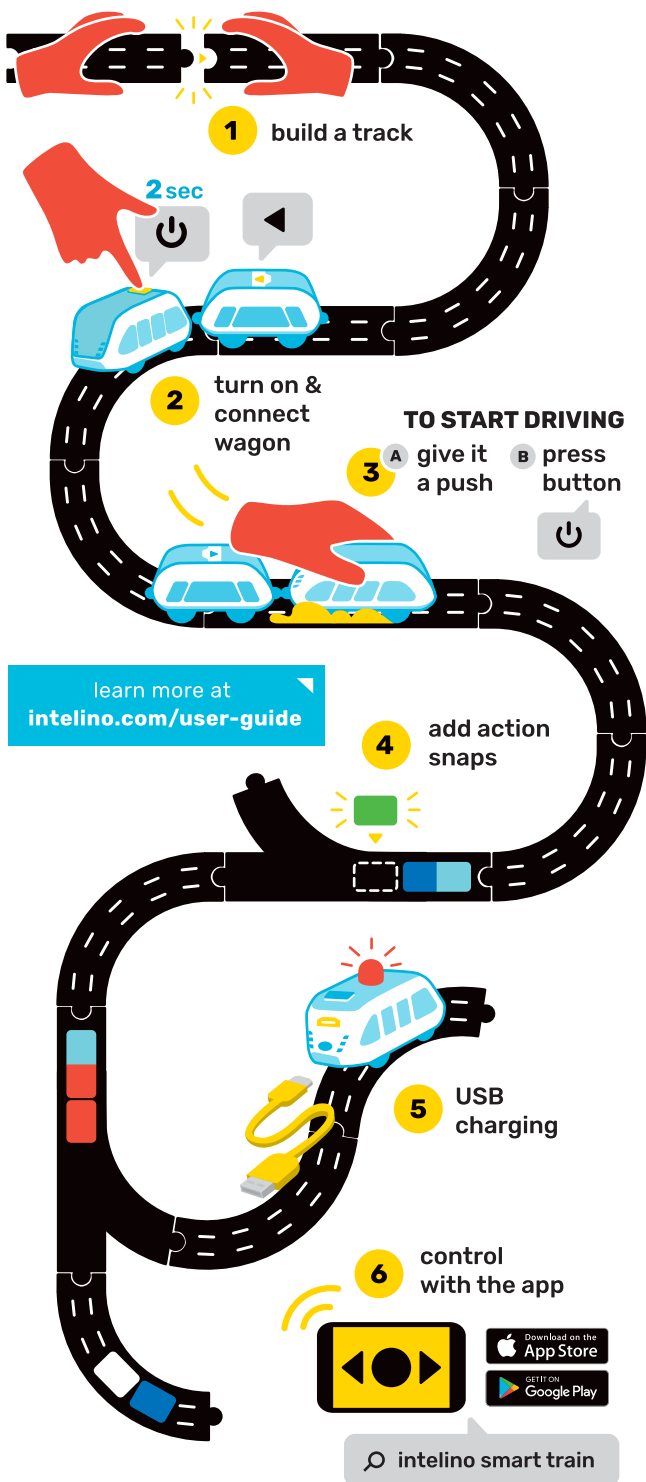 1
build a track
2 sec
2
turn on &
connect
wagon
TO START DRIVING
3
A
give it
a push
B
press
button
learn more at
intelino.com/user-guide
4
add action
snaps
5
USB
charging
6
control
with the app
Download on the
App Store
GET IT ON
Google Play
intelino smart train